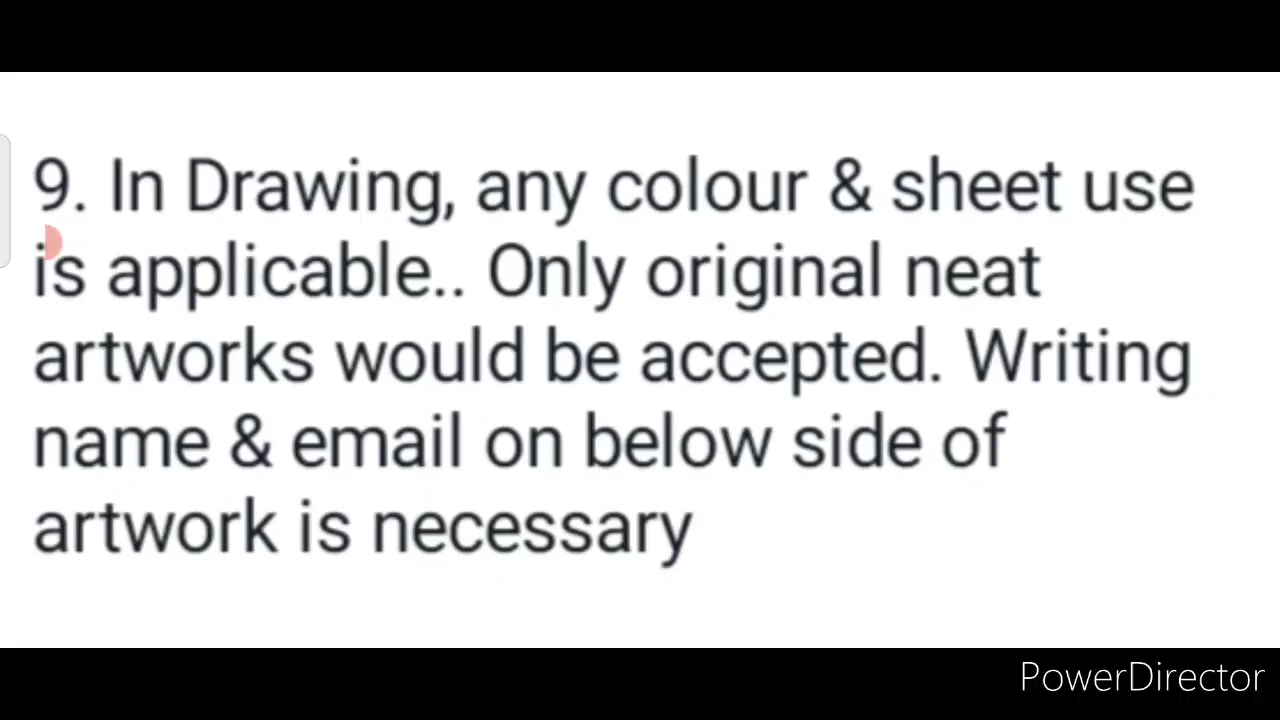 9. In Drawing, any colour & sheet use
is applicable.. Only original neat
artworks would be accepted. Writing
name & email on below side of
artwork is necessary
PowerDirector